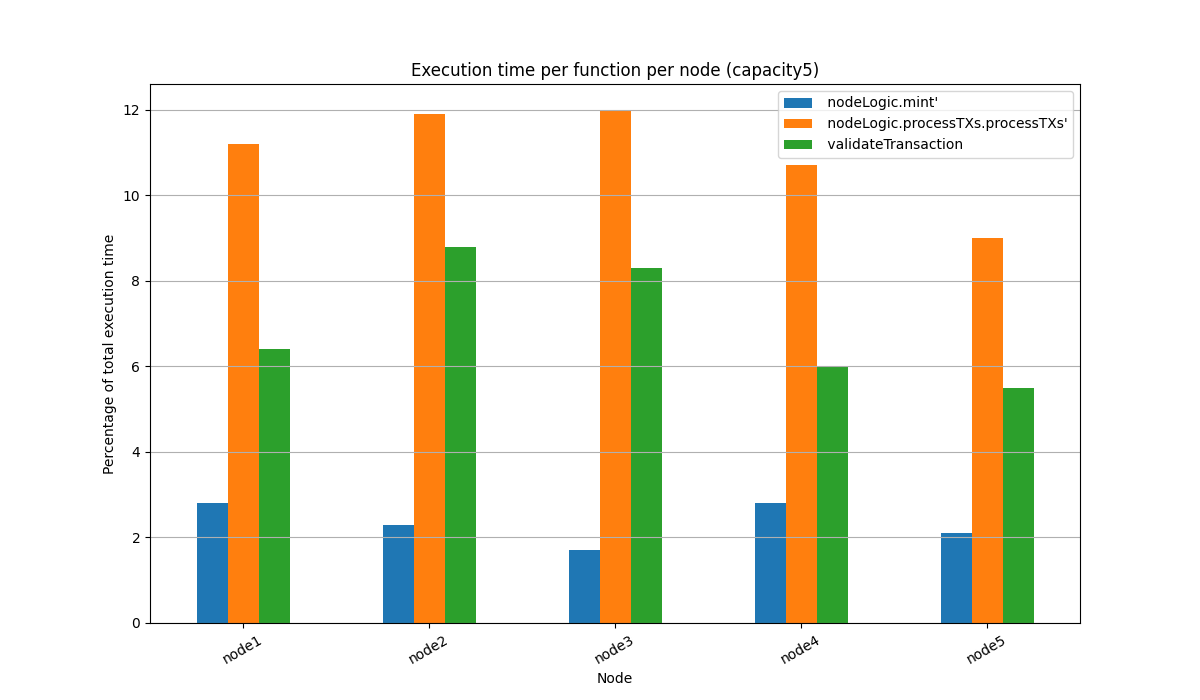 Execution time per function per node (capacity5)
nodeLogic.mint'
nodeLogic.processTXs.processTXs'
validateTransaction
Percentage of total execution time
12
10
8
6
4
2
0
node1
node2
node3
node4
node5
Node